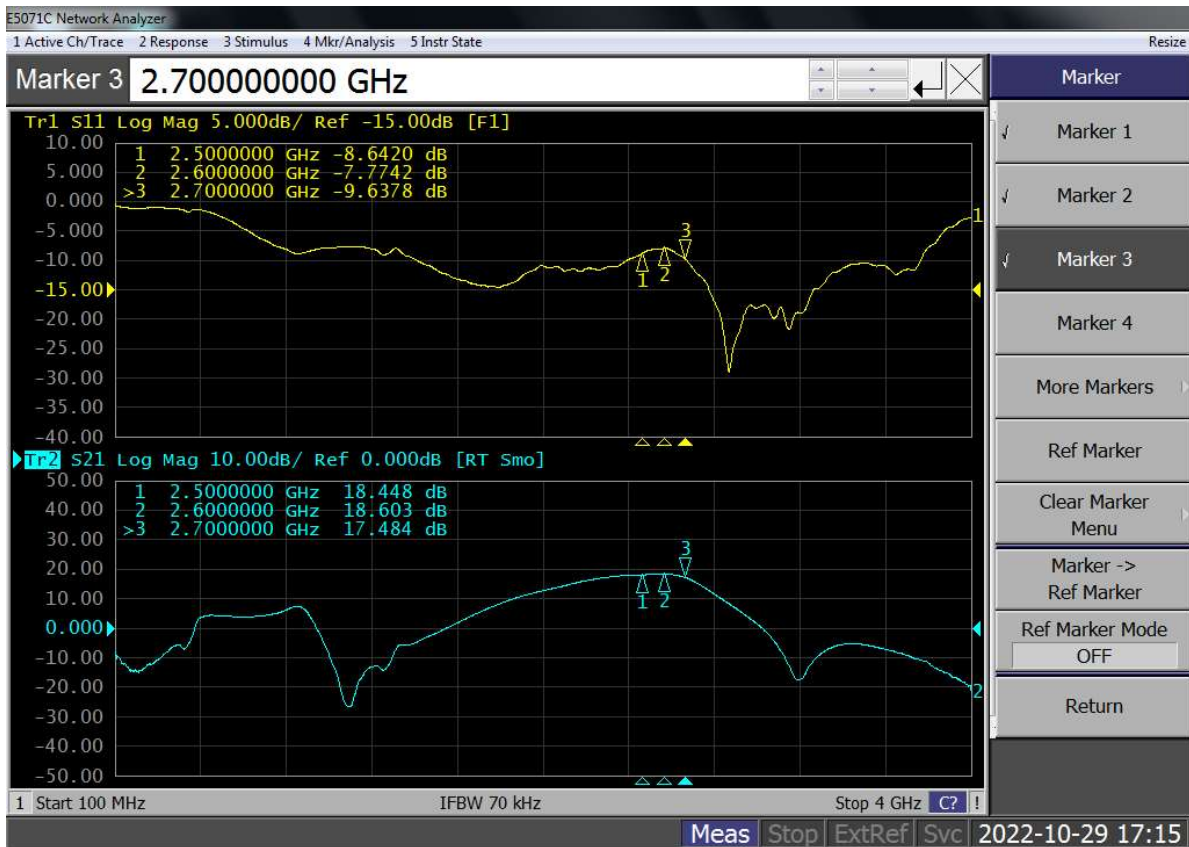 E5071C Network Analyzer
1 Active Ch/Trace 2 Response 3 Stimulus 4 Mkr/Analysis 5 Instr State Resize
Marker 3 2.700000000 GHz
Marker
Marker 1
Marker 2
Marker 3
Marker 4
More Markers
Ref Marker
Clear Marker
Menu
Marker ->
Ref Marker
Ref Marker Mode
OFF
Return
Tr1 S11 Log Mag 5.000dB/ Ref -15.00dB [F1]
1 2.5000000 GHz -8.6420 dB
2 2.6000000 GHz -7.7742 dB
>3 2.7000000 GHz -9.6378 dB
10.00
5.000
0.000
-5.000
-10.00
-15.00
-20.00
-25.00
-30.00
-35.00
-40.00
1
2
3
1
Tr2 S21 Log Mag 10.00dB/ Ref 0.000dB [RT Smo]
1 2.5000000 GHz 18.448 dB
2 2.6000000 GHz 18.603 dB
>3 2.7000000 GHz 17.484 dB
50.00
40.00
30.00
20.00
10.00
0.000
-10.00
-20.00
-30.00
-40.00
-50.00
1
2
3
2
1 Start 100 MHz IFBW 70 kHz Stop 4 GHz C? !
Meas Stop ExtRef Svc 2022-10-29 17:15